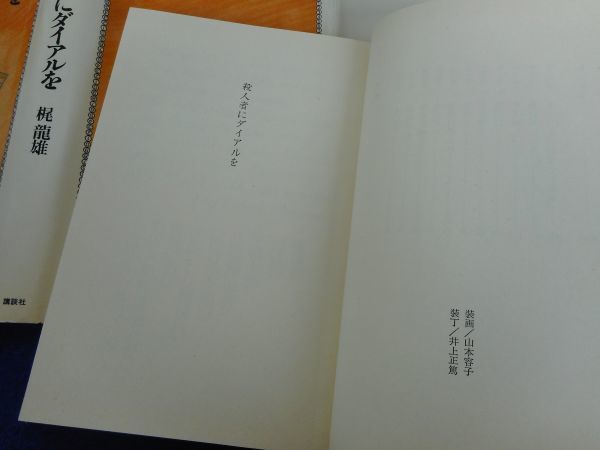 にダイアルを
梶龍雄
講談社
殺人者にダイアルを
装画/山本容子
装丁/井上正篤